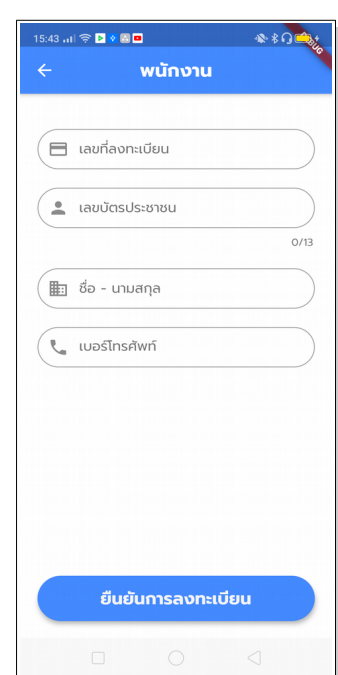 15:43
พนักงาน
เลขที่ลงทะเบียน
เลขบัตรประชาชน
0/13
ชื่อ - นามสกุล
เบอร์โทรศัพท์
ยืนยันการลงทะเบียน